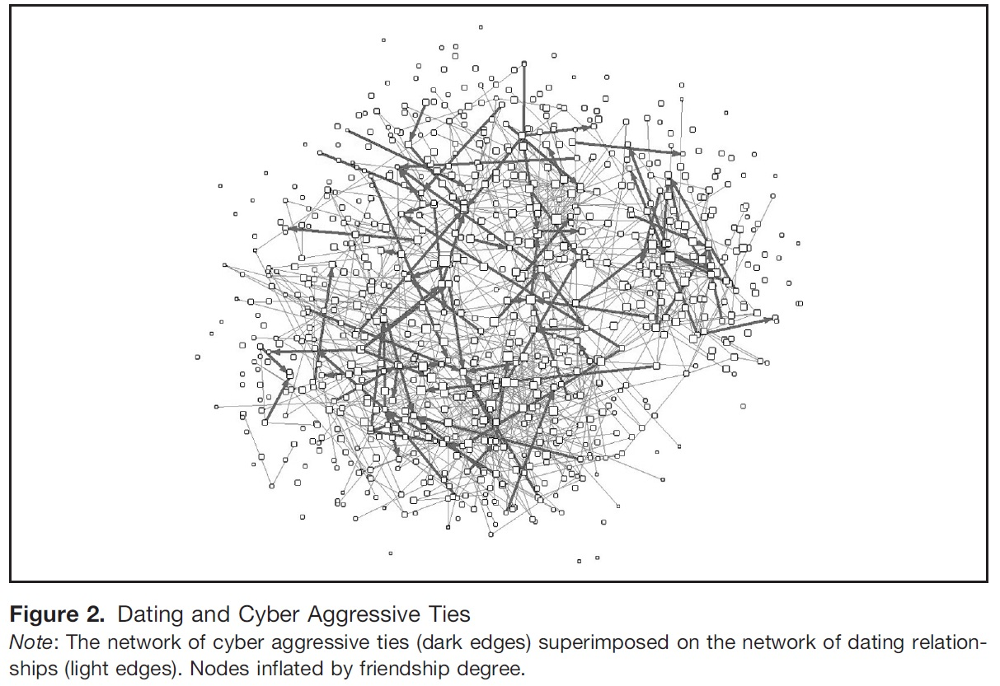 Figure 2. Dating and Cyber Aggressive Ties
Note: The network of cyber aggressive ties (dark edges) superimposed on the network of dating relation-
ships (light edges). Nodes inflated by friendship degree.